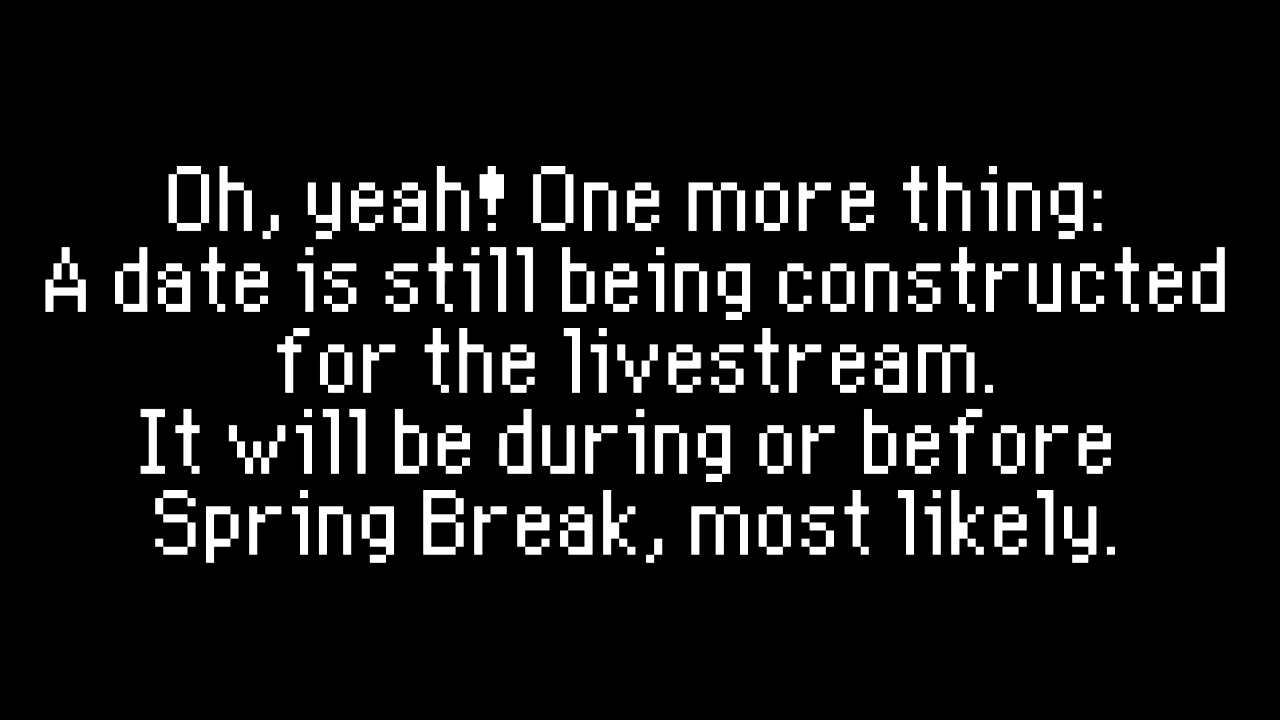 Oh, yeah! One more thing:
A date is still being constructed
for the livestream.
It will be during or before
Spring Break, most likely.